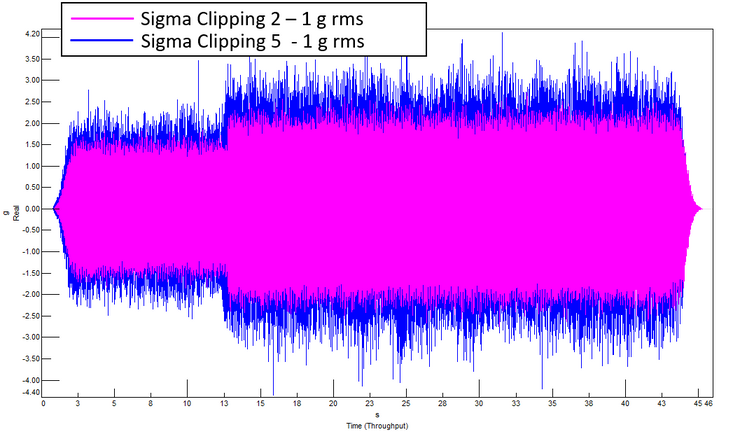 Sigma Clipping 2 – 1 g rms
Sigma Clipping 5 - 1 g rms
4.20
3.50
3.00
2.50
2.00
1.50
1.00
0.50
0.00
-0.50
-1.00
-1.50
-2.00
-2.50
-3.00
-3.50
-4.00
-4.40
g
Real
0 3 5 8 10 13 15 18 20 23 25 28 30 33 35 38 40 43 45 46
s
Time (Throughput)